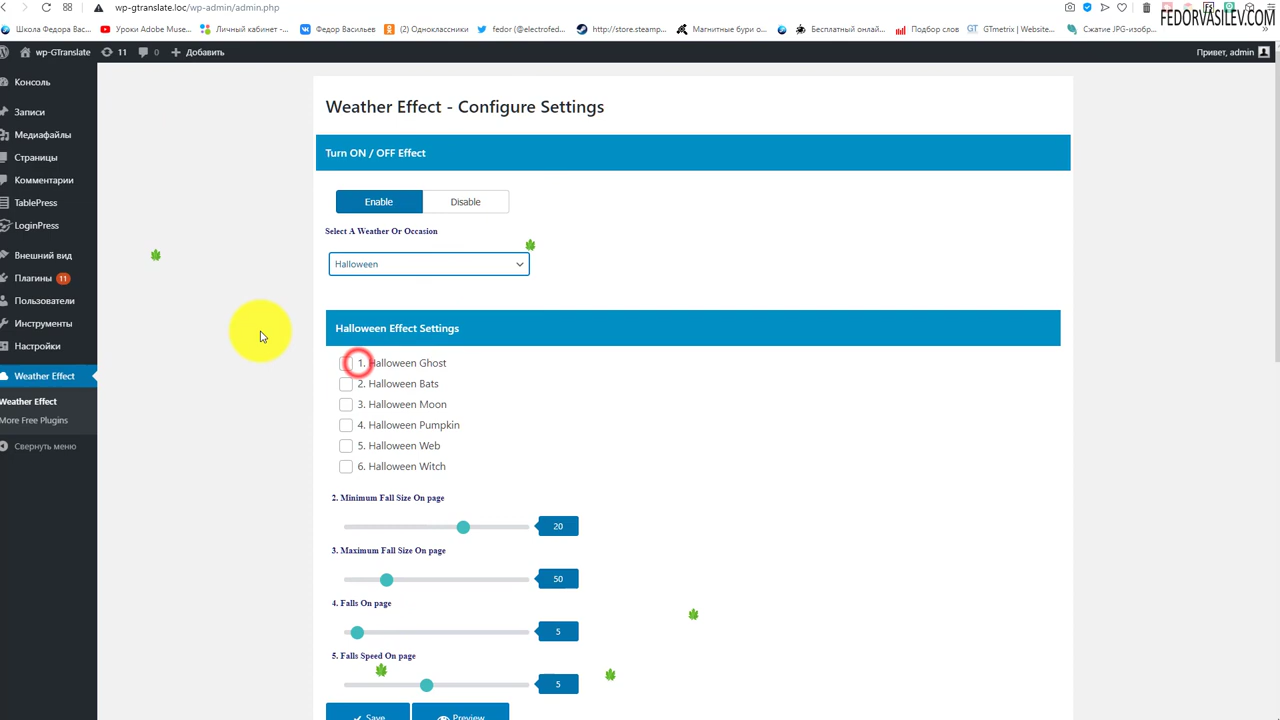 wp-gtranslate.loc/wp-admin/admin.php
FEDORVASILEV.COM
Школа Федора Вас...
Уроки Adobe Muse...
Личный кабинет -...
Федор Васильев
(2) Одноклассники
fedor (@electrofed...
http://store.steamp...
Магнитные бури о...
Бесплатный онлай...
Подбор слов
GTmetrix | Website...
Сжатие JPG-изобр...
wp-GTranslate
11
0
Добавить
Привет, admin
Консоль
Записи
Медиафайлы
Страницы
Комментарии
TablePress
LoginPress
Внешний вид
Плагины 11
Пользователи
Инструменты
Настройки
Weather Effect
Weather Effect
More Free Plugins
Свернуть меню
Weather Effect - Configure Settings
Turn ON / OFF Effect
Enable
Disable
Select A Weather Or Occasion
Halloween
Halloween Effect Settings
1. Halloween Ghost
2. Halloween Bats
3. Halloween Moon
4. Halloween Pumpkin
5. Halloween Web
6. Halloween Witch
2. Minimum Fall Size On page
20
3. Maximum Fall Size On page
50
4. Falls On page
5
5. Falls Speed On page
5
Save
Preview